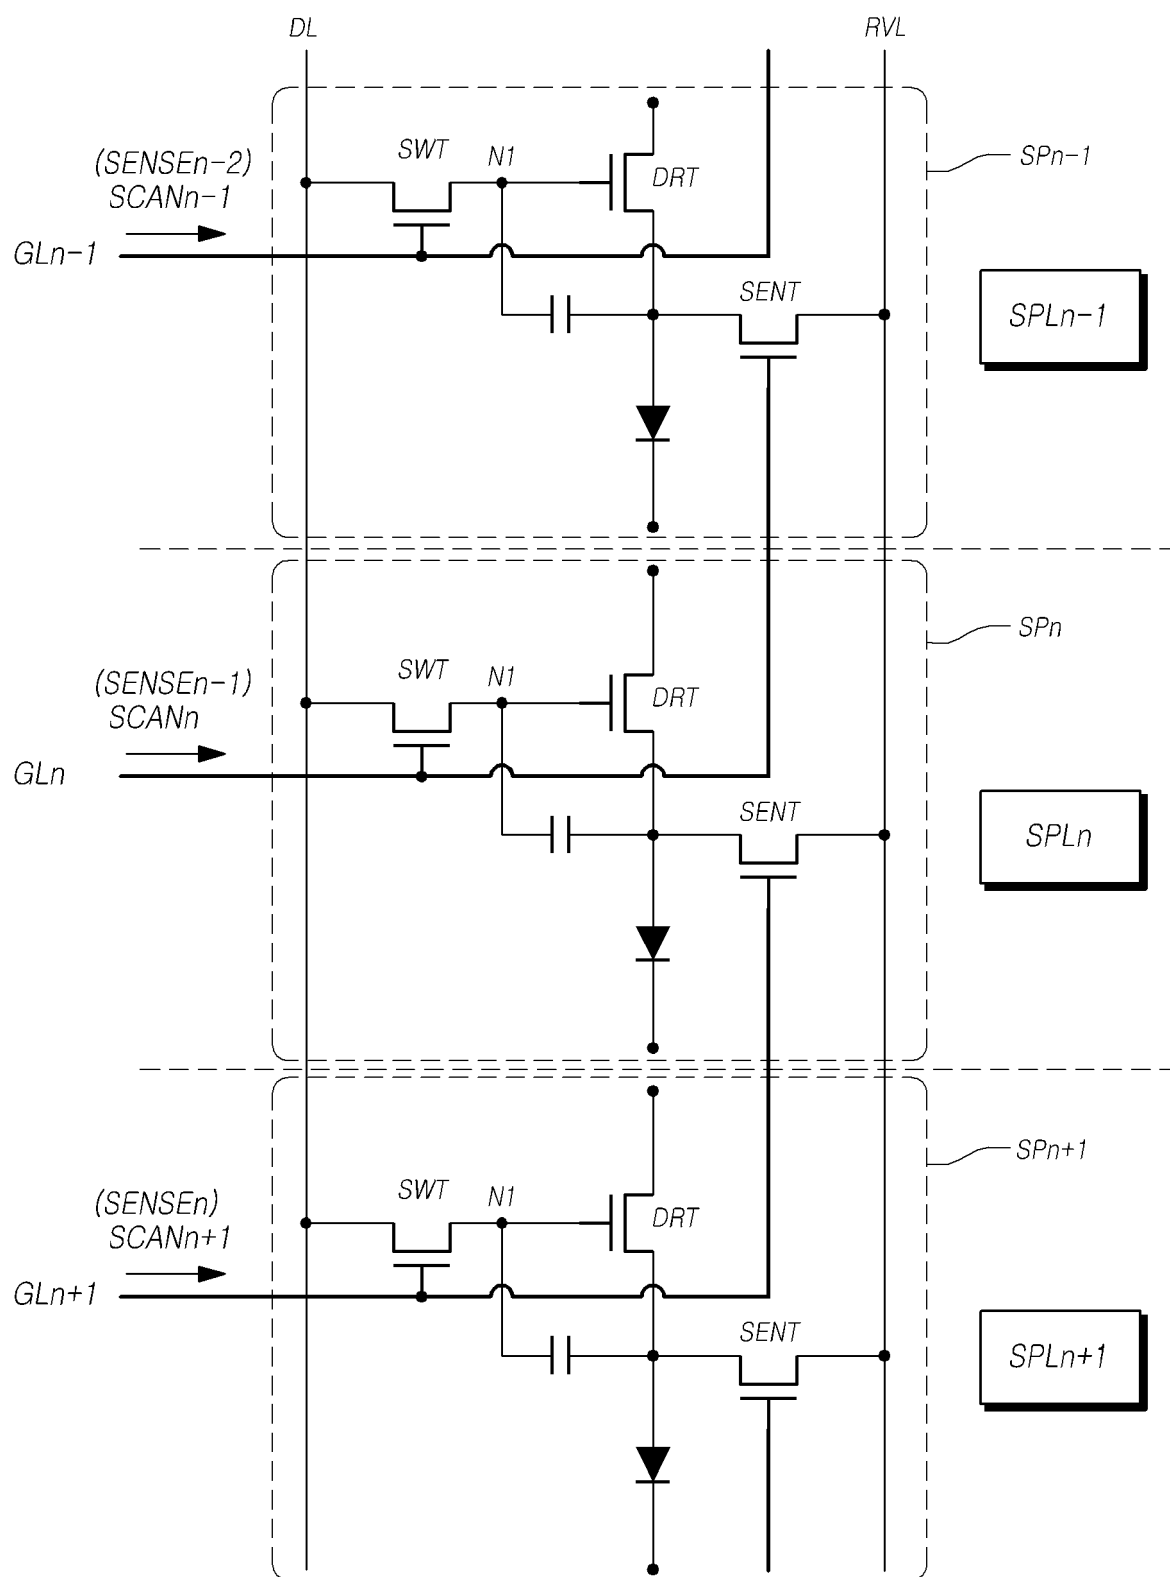 DL
RVL
(SENSEn-2)
SCANn-1
SWT
N1
DRT
SPn-1
GLn-1
SENT
SPLn-1
(SENSEn-1)
SCANn
SWT
N1
DRT
SPn
GLn
SENT
SPLn
(SENSEn)
SCANn+1
SWT
N1
DRT
SPn+1
GLn+1
SENT
SPLn+1